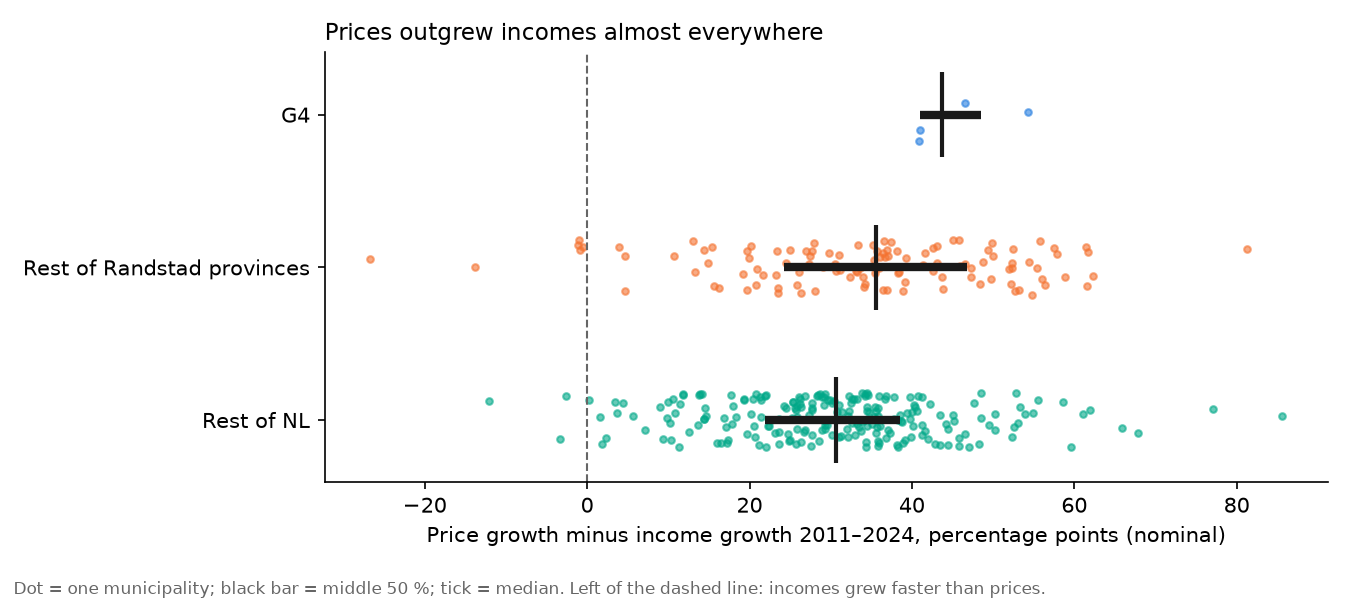 Prices outgrew incomes almost everywhere
G4
Rest of Randstad provinces
Rest of NL
−20 0 20 40 60 80
Price growth minus income growth 2011–2024, percentage points (nominal)
Dot = one municipality; black bar = middle 50 %; tick = median. Left of the dashed line: incomes grew faster than prices.